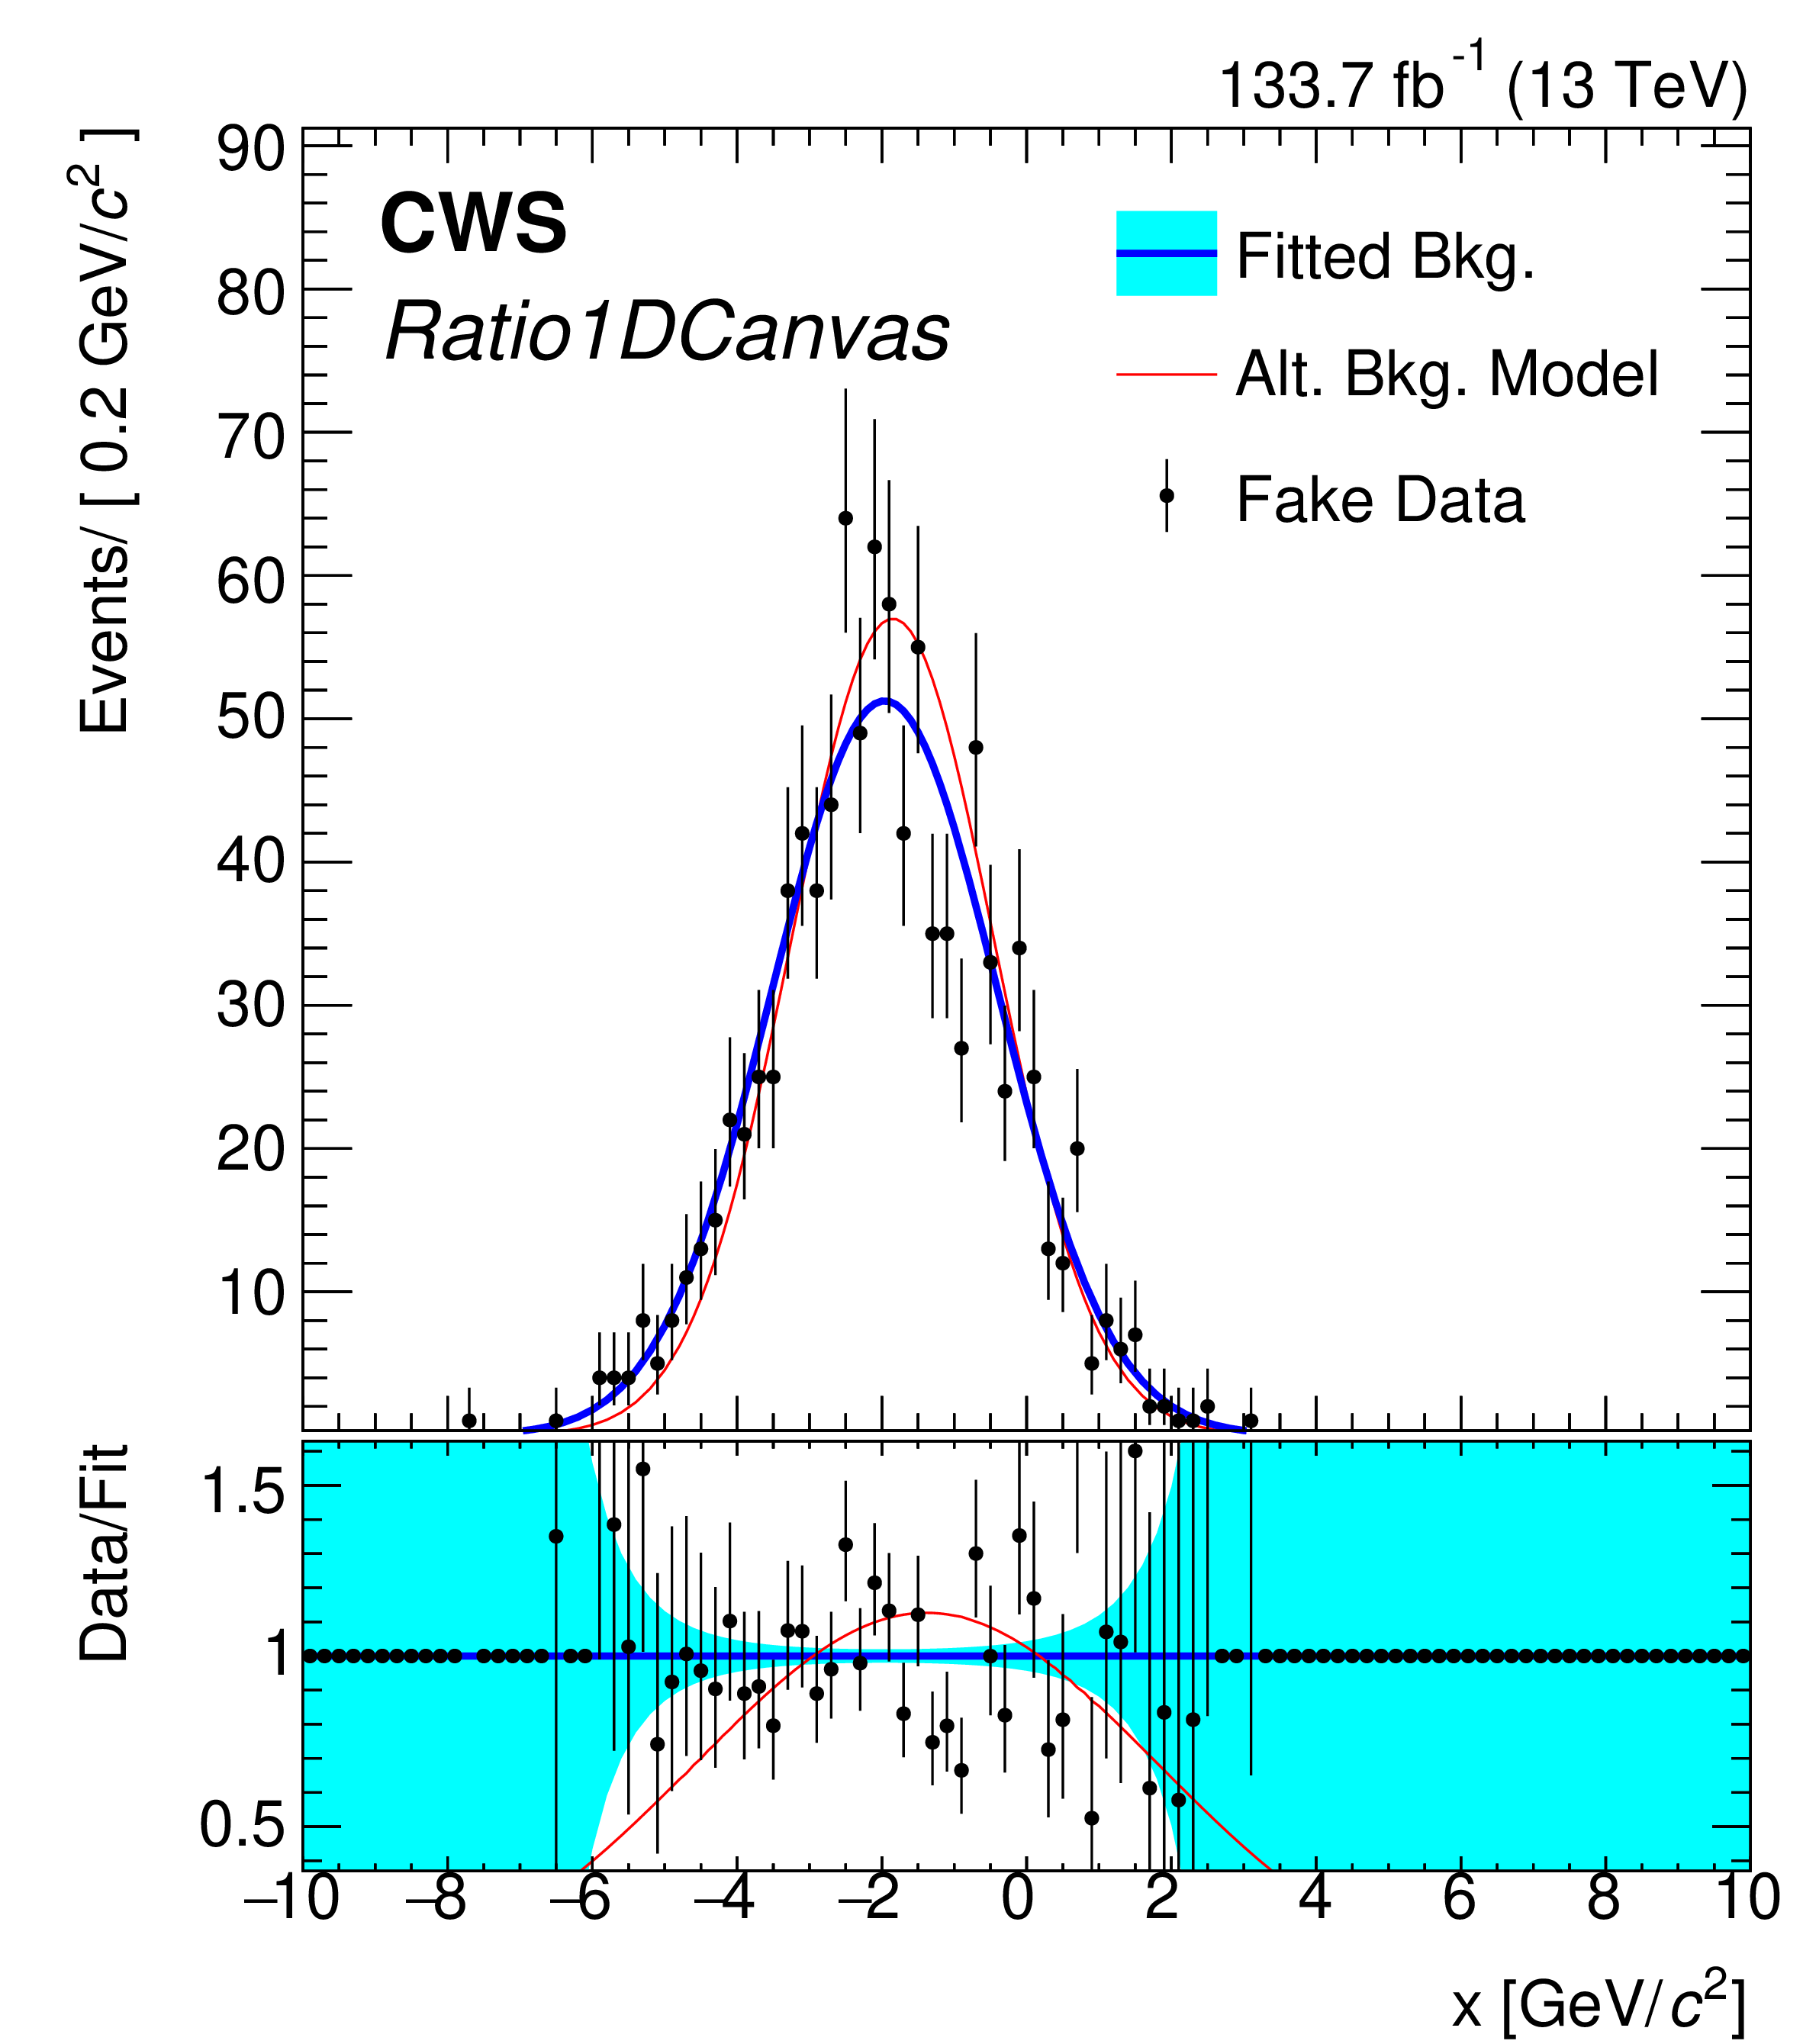 133.7 fb-1 (13 TeV)
Events/ [ 0.2 GeV/c2 ]
90
80
70
60
50
40
30
20
10
CWS
Ratio1DCanvas
Fitted Bkg.
Alt. Bkg. Model
Fake Data
Data/Fit
1.5
1
0.5
−10 −8 −6 −4 −2 0 2 4 6 8 10
x [GeV/c2]